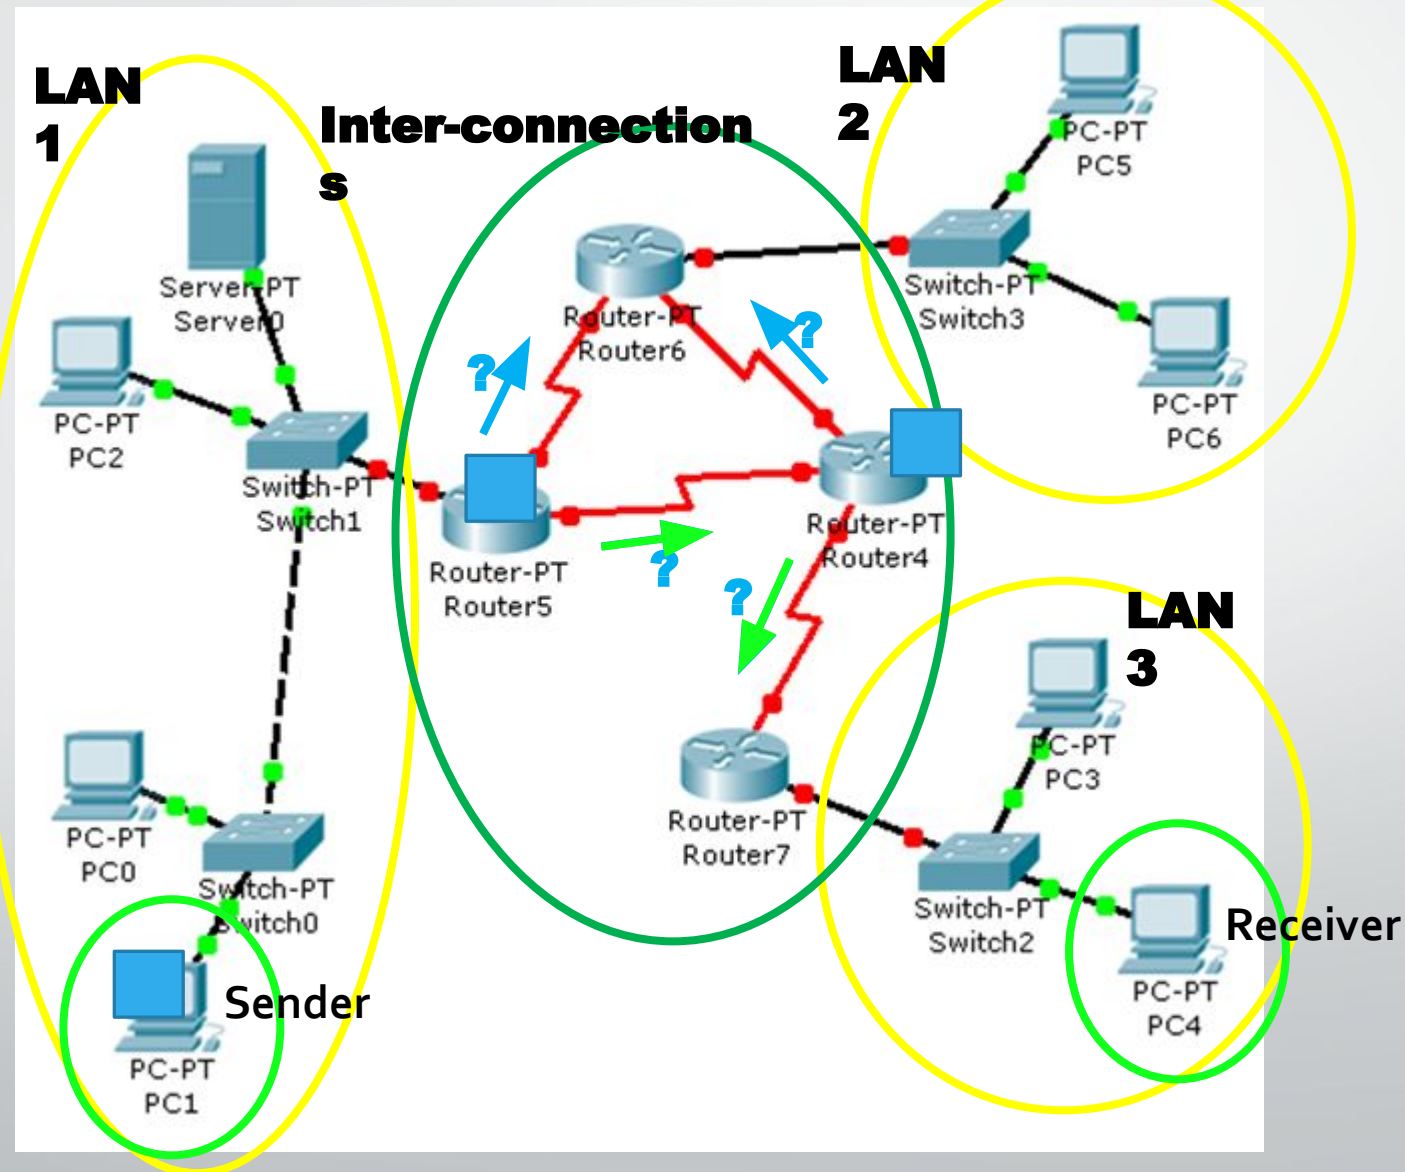 LAN
1
Inter-connection
s
LAN
2
PC-PT
PC5
Server-PT
Server0
Router-PT
Router6
Switch-PT
Switch3
PC-PT
PC2
PC-PT
PC6
Switch-PT
Switch1
?
?
?
?
Router-PT
Router5
Router-PT
Router4
LAN
3
PC-PT
PC3
PC-PT
PC0
Router-PT
Router7
Switch-PT
Switch0
Switch-PT
Switch2
Receiver
Sender
PC-PT
PC4
PC-PT
PC1